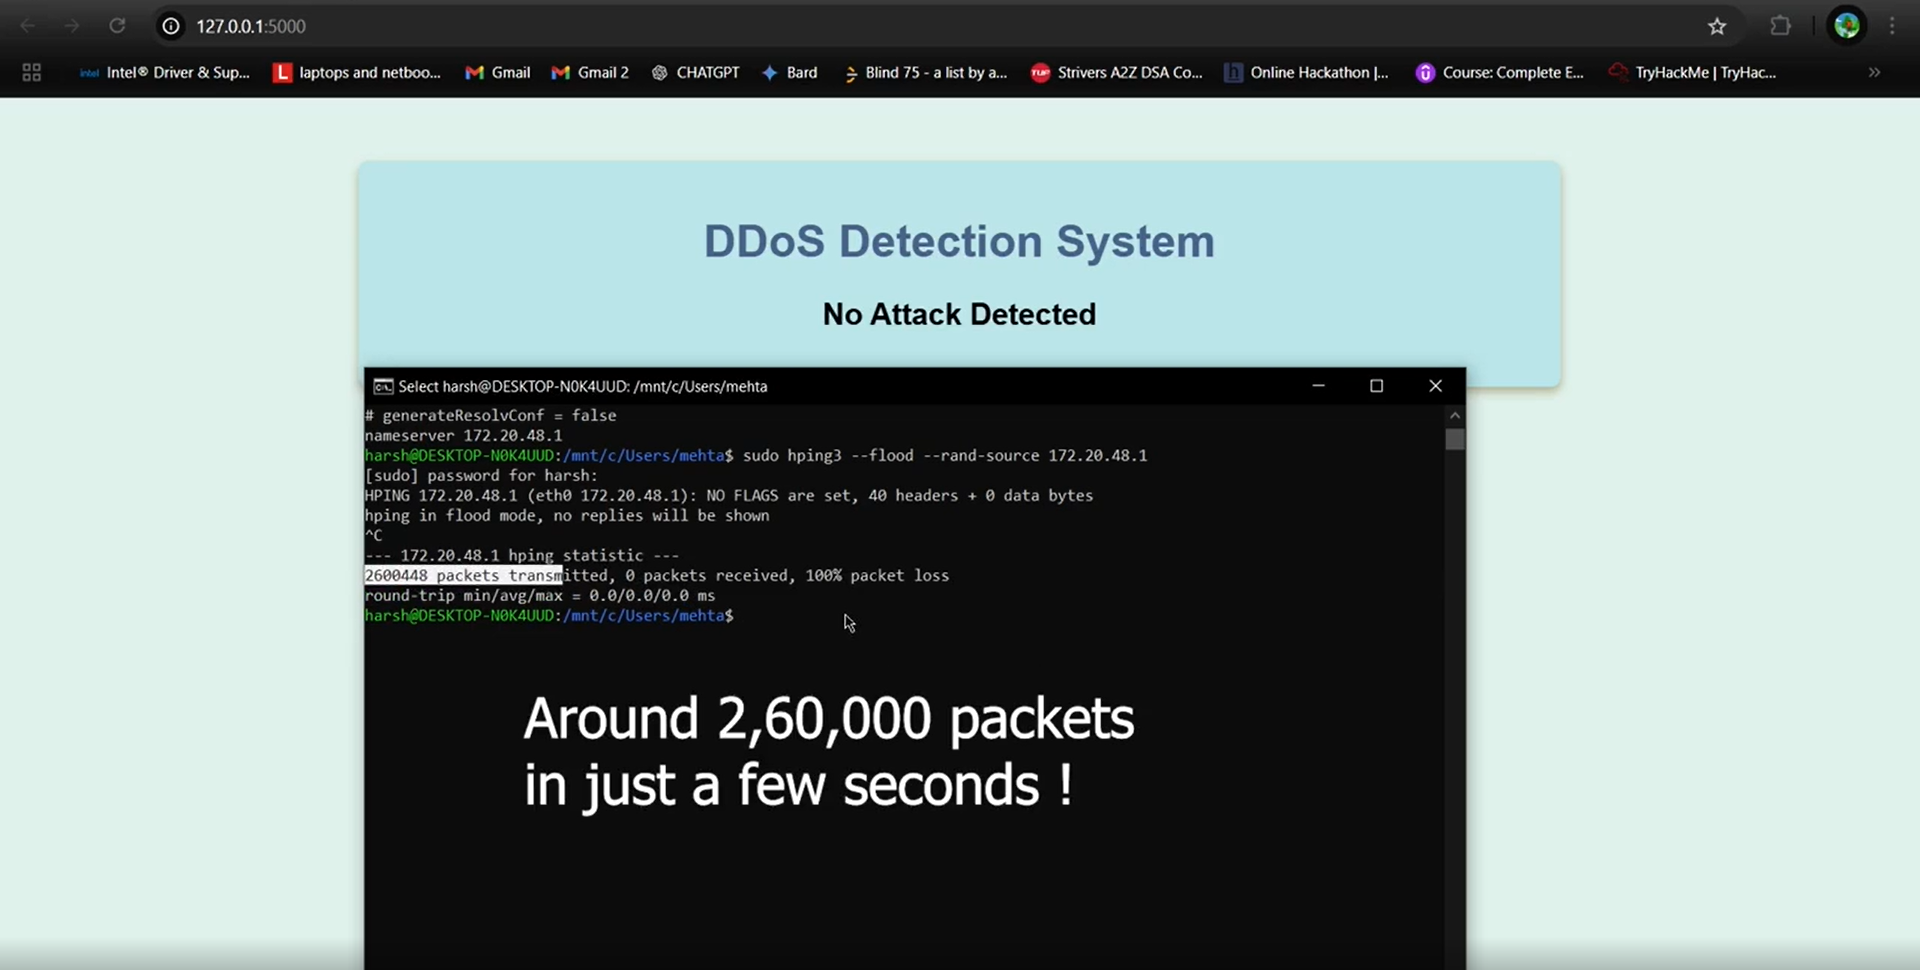 127.0.0.1:5000
Intel® Driver & Sup...
laptops and netboo...
Gmail
Gmail 2
CHATGPT
Bard
Blind 75 - a list by a...
Strivers A2Z DSA Co...
Online Hackathon |...
Course: Complete E...
TryHackMe | TryHac...
DDoS Detection System
No Attack Detected
Select harsh@DESKTOP-N0K4UUD: /mnt/c/Users/mehta
# generateResolvConf = false
nameserver 172.20.48.1
harsh@DESKTOP-N0K4UUD:/mnt/c/Users/mehta$ sudo hping3 --flood --rand-source 172.20.48.1
[sudo] password for harsh:
HPING 172.20.48.1 (eth0 172.20.48.1): NO FLAGS are set, 40 headers + 0 data bytes
hping in flood mode, no replies will be shown
^C
--- 172.20.48.1 hping statistic ---
2600448 packets transmitted, 0 packets received, 100% packet loss
round-trip min/avg/max = 0.0/0.0/0.0 ms
harsh@DESKTOP-N0K4UUD:/mnt/c/Users/mehta$
Around 2,60,000 packets
in just a few seconds !